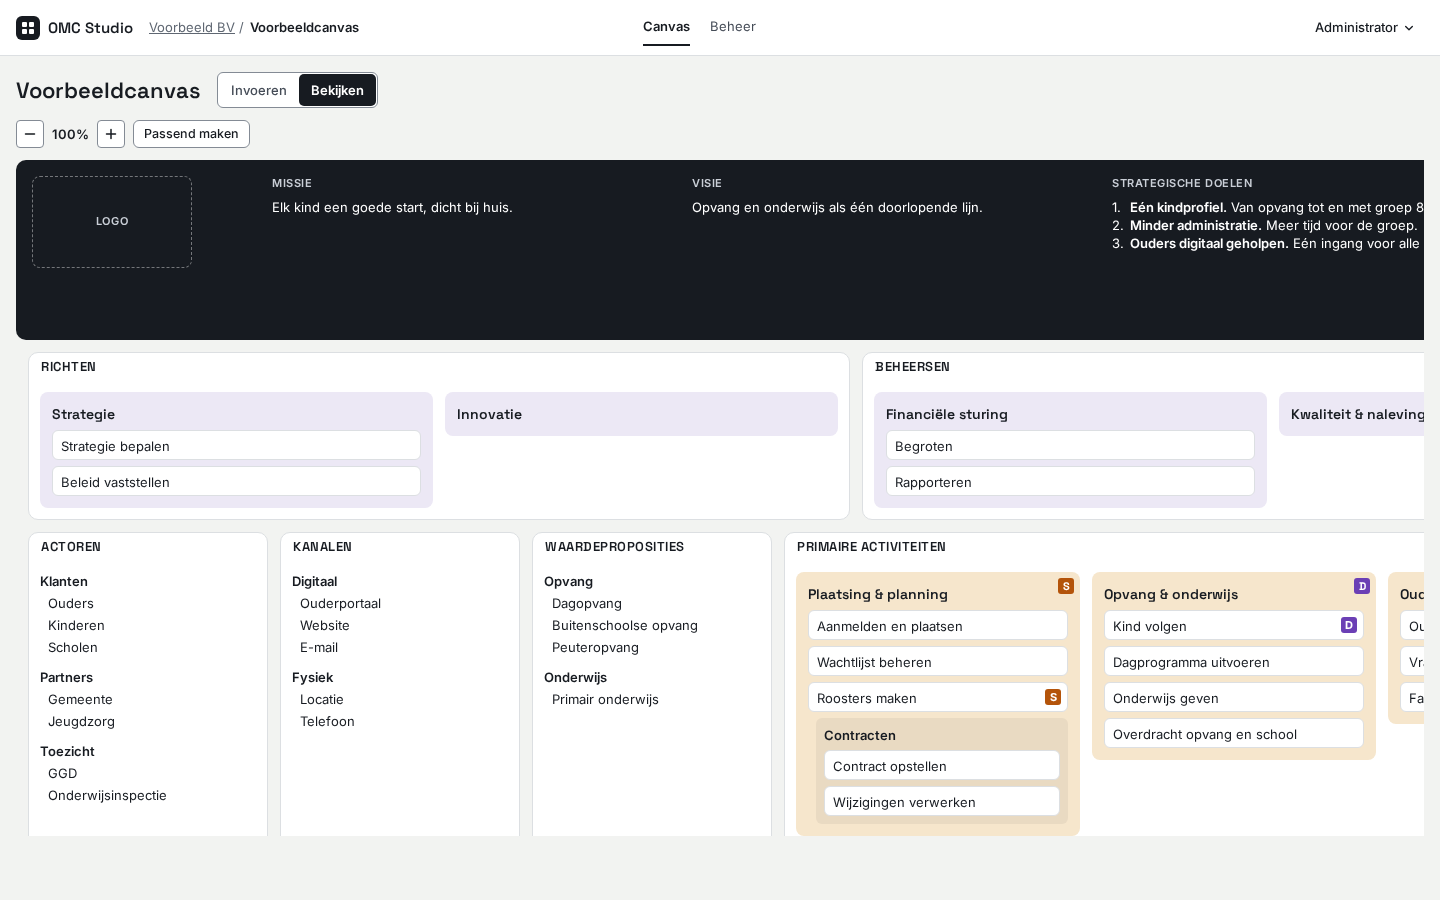 OMC Studio Voorbeeld BV / Voorbeeldcanvas Canvas Beheer Administrator
Voorbeeldcanvas Invoeren Bekijken
100% Passend maken
LOGO
MISSIE
Elk kind een goede start, dicht bij huis.
VISIE
Opvang en onderwijs als één doorlopende lijn.
STRATEGISCHE DOELEN
1. Eén kindprofiel. Van opvang tot en met groep 8
2. Minder administratie. Meer tijd voor de groep.
3. Ouders digitaal geholpen. Eén ingang voor alle
RICHTEN
Strategie
Strategie bepalen
Beleid vaststellen
Innovatie
BEHEERSEN
Financiële sturing
Begroten
Rapporteren
Kwaliteit & naleving
ACTOREN
Klanten
Ouders
Kinderen
Scholen
Partners
Gemeente
Jeugdzorg
Toezicht
GGD
Onderwijsinspectie
KANALEN
Digitaal
Ouderportaal
Website
E-mail
Fysiek
Locatie
Telefoon
WAARDEPROPOSITIES
Opvang
Dagopvang
Buitenschoolse opvang
Peuteropvang
Onderwijs
Primair onderwijs
PRIMAIRE ACTIVITEITEN
Plaatsing & planning S
Aanmelden en plaatsen
Wachtlijst beheren
Roosters maken S
Contracten
Contract opstellen
Wijzigingen verwerken
Opvang & onderwijs D
Kind volgen D
Dagprogramma uitvoeren
Onderwijs geven
Overdracht opvang en school